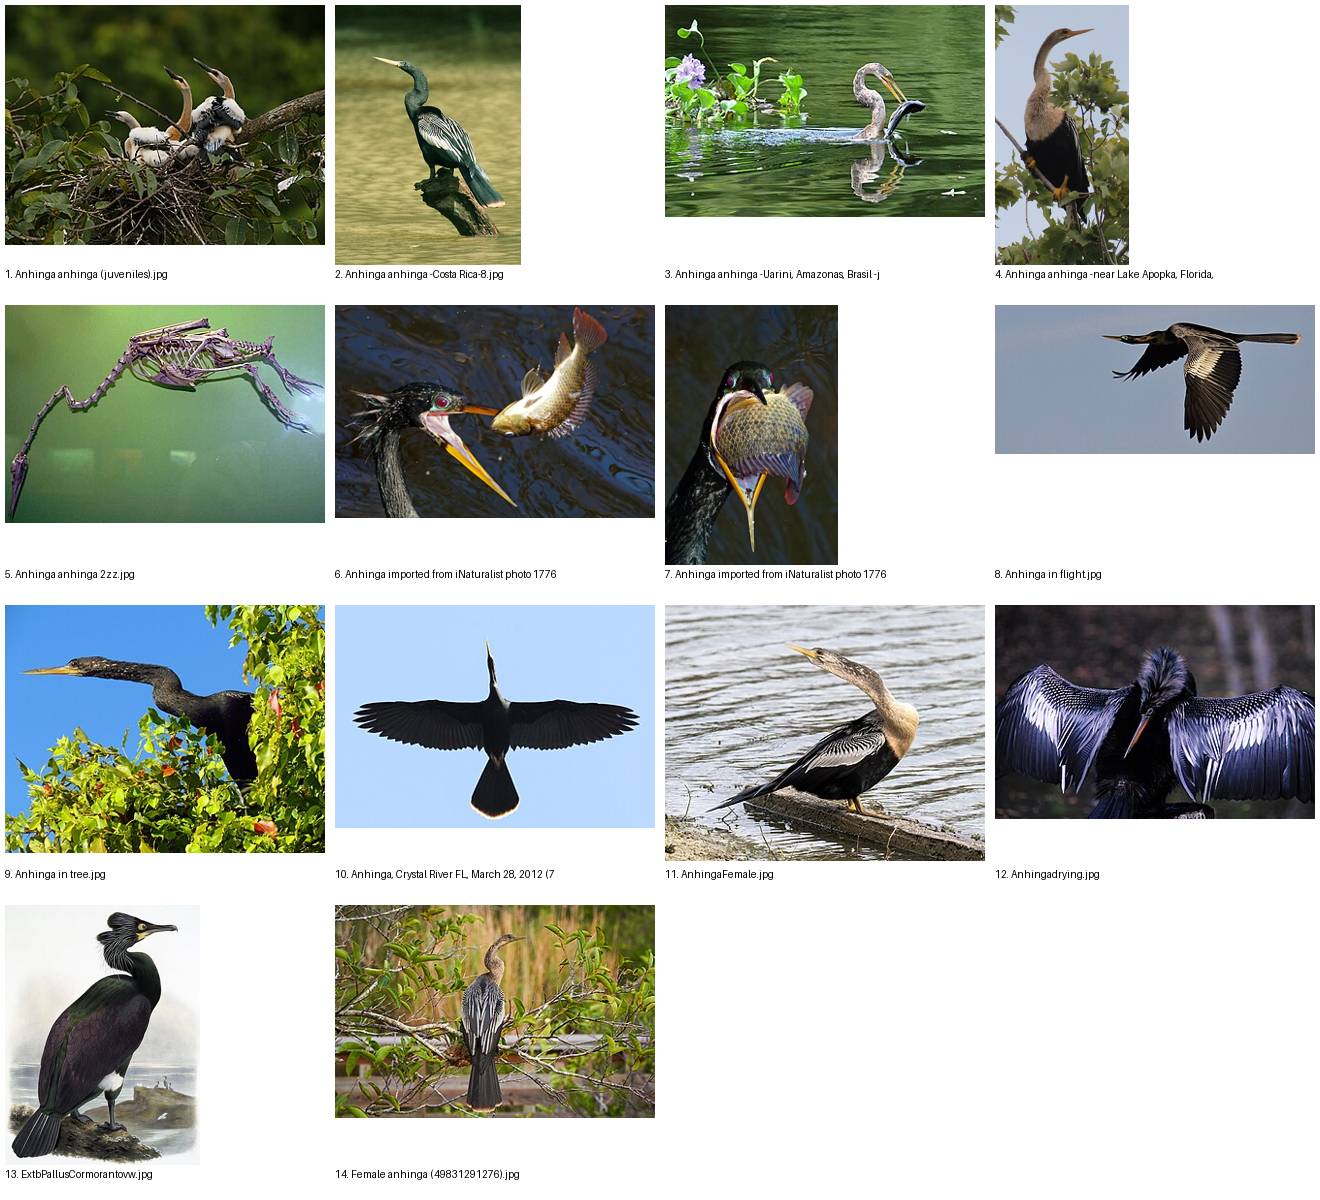 1. Anhinga anhinga (juveniles).jpg
2. Anhinga anhinga -Costa Rica-8.jpg
3. Anhinga anhinga -Uarini, Amazonas, Brasil -j
4. Anhinga anhinga -near Lake Apopka, Florida,
5. Anhinga anhinga 2zz.jpg
6. Anhinga imported from iNaturalist photo 1776
7. Anhinga imported from iNaturalist photo 1776
8. Anhinga in flight.jpg
9. Anhinga in tree.jpg
10. Anhinga, Crystal River FL, March 28, 2012 (7
11. AnhingaFemale.jpg
12. Anhingadrying.jpg
13. ExtbPallusCormorantovw.jpg
14. Female anhinga (49831291276).jpg